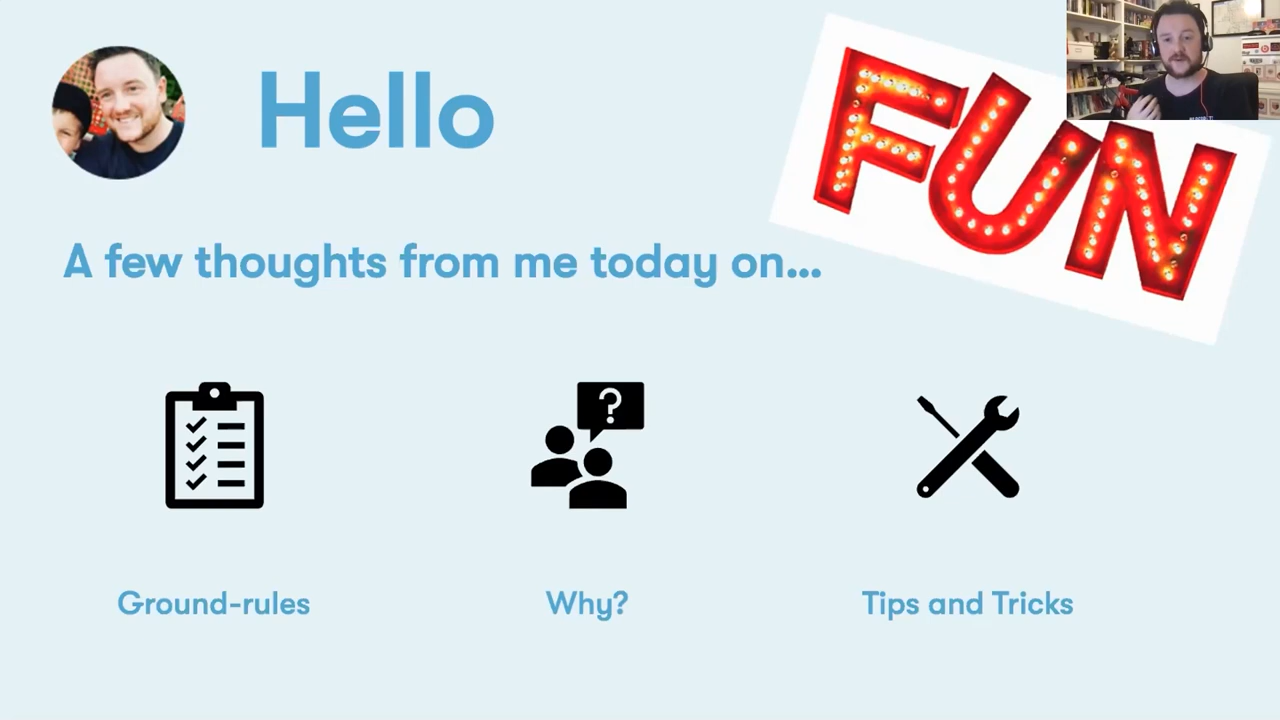 Hello
FUN
A few thoughts from me today on...
?
Ground-rules
Why?
Tips and Tricks